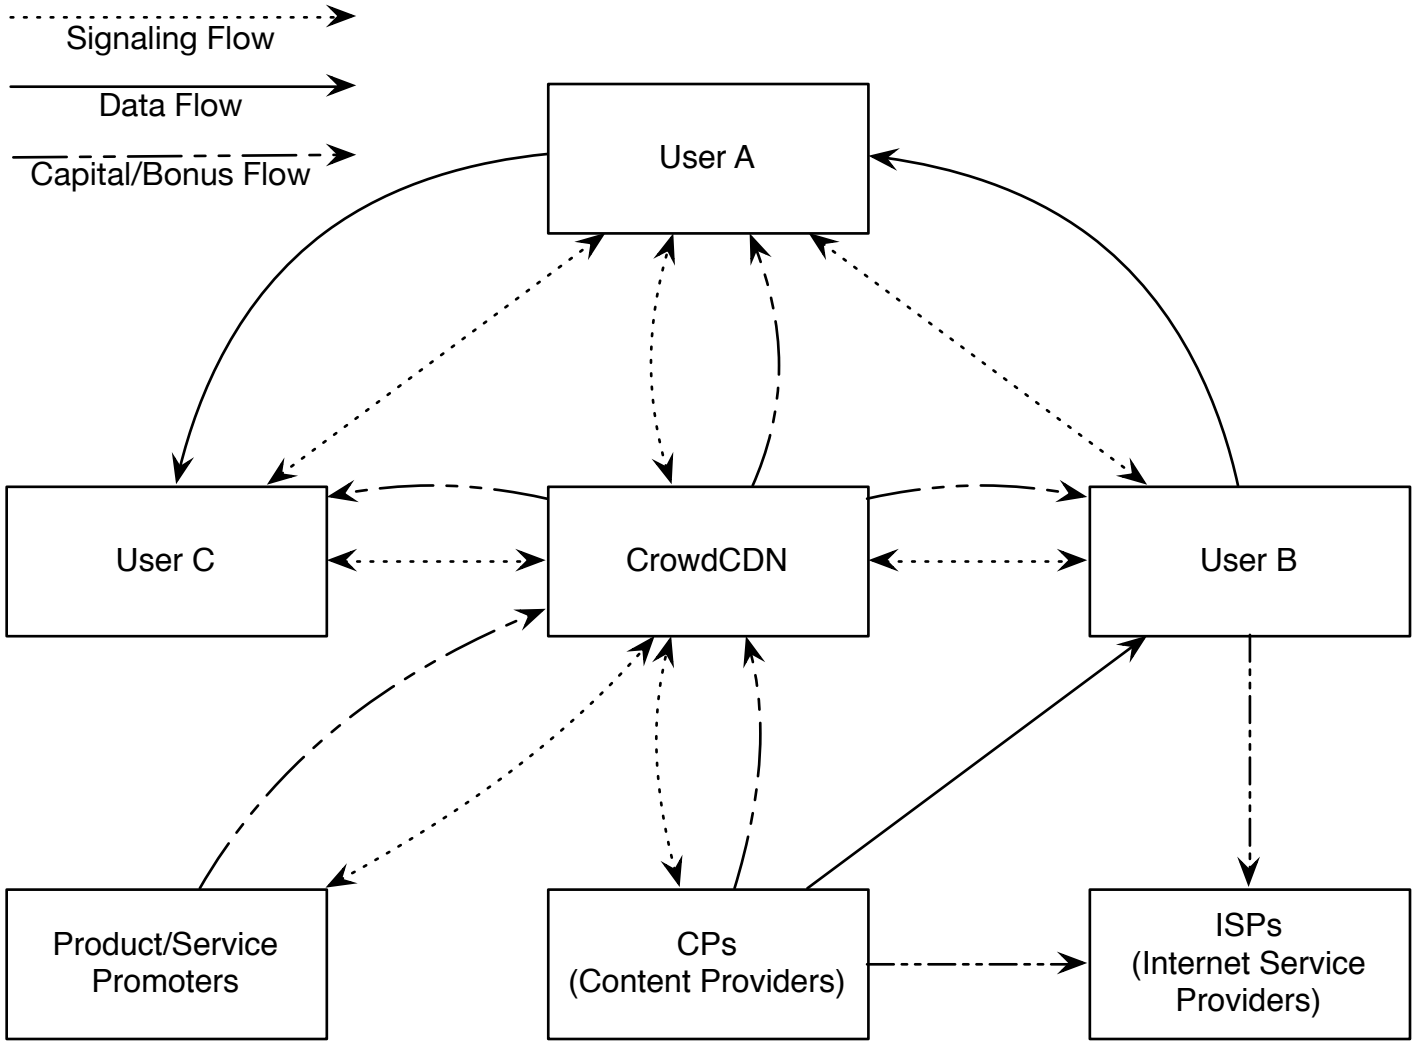 Signaling Flow
Data Flow
Capital/Bonus Flow
User A
User C
CrowdCDN
User B
Product/Service
Promoters
CPs
(Content Providers)
ISPs
(Internet Service
Providers)